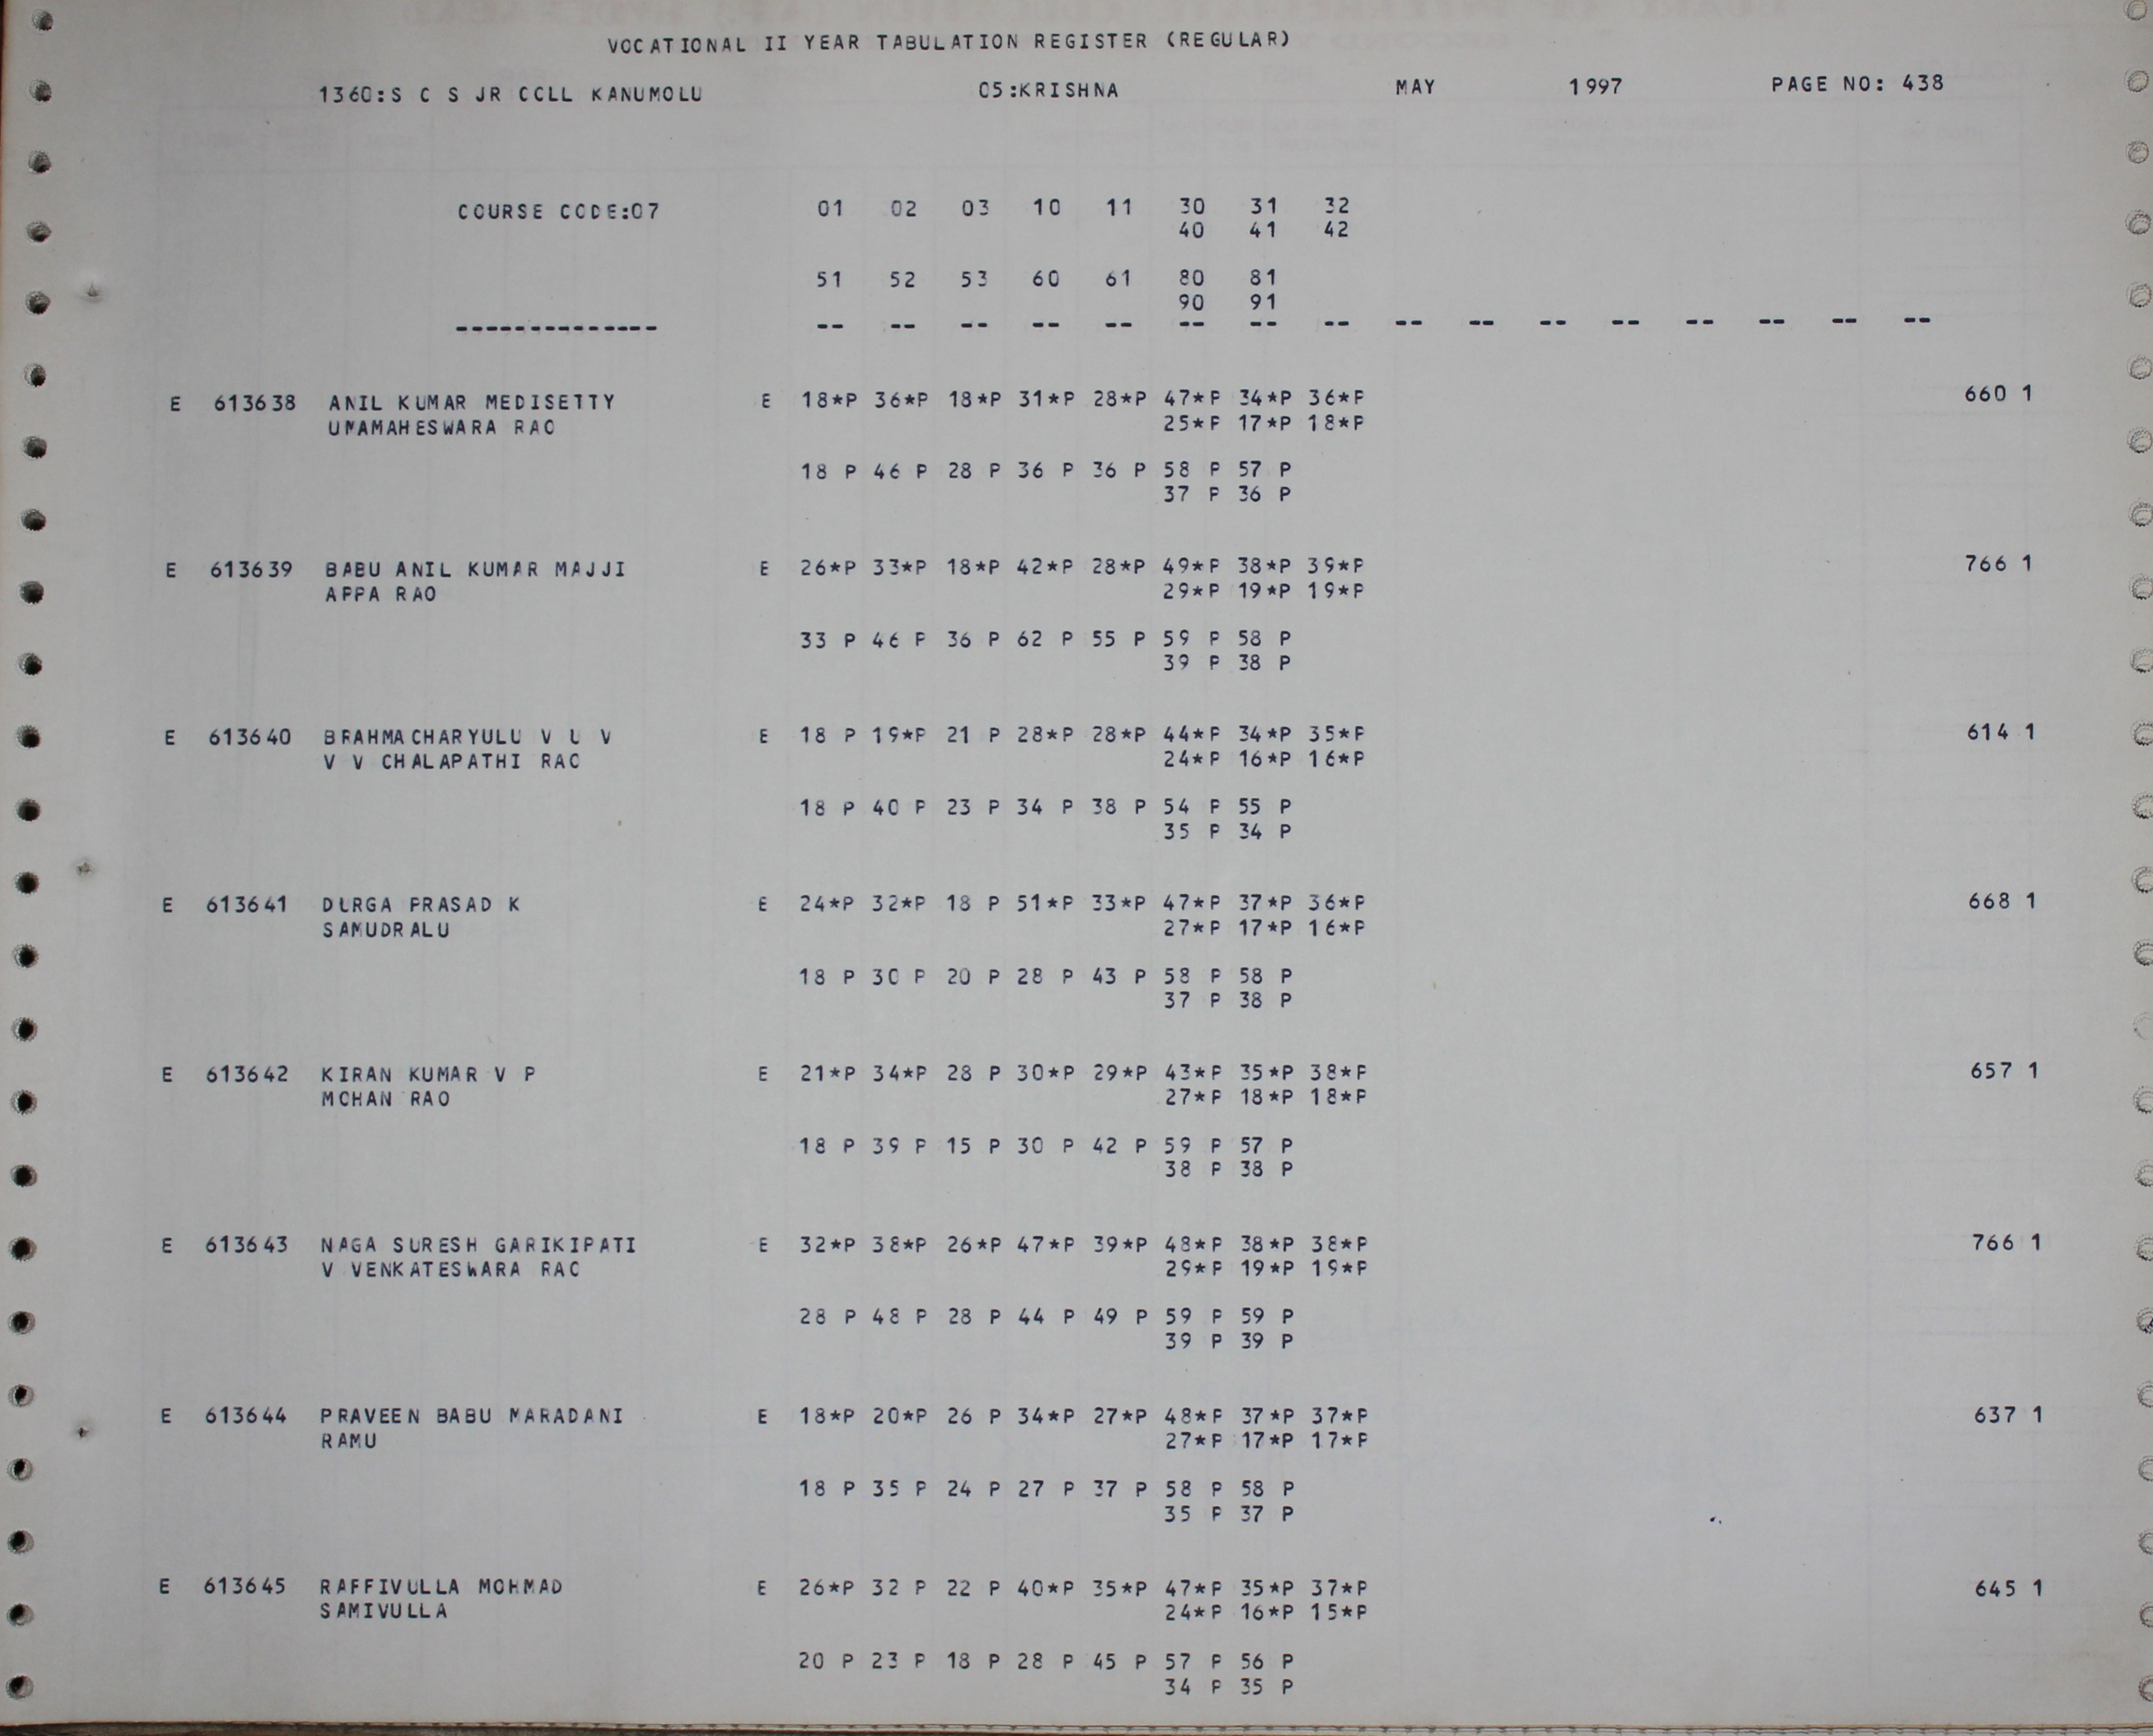 VOCATIONAL II YEAR TABULATION REGISTER (REGULAR)
1360:S C S JR COLL KANUMOLU 05:KRISHNA MAY 1997 PAGE NO: 438
COURSE CODE:07 01 02 03 10 11 30 31 32
40 41 42
51 52 53 60 61 80 81
90 91
-------------- -- -- -- -- -- -- -- -- -- -- -- -- -- -- -- --
E 613638 ANIL KUMAR MEDISETTY E 18*P 36*P 18*P 31*P 28*P 47*P 34*P 36*P 660 1
UMAMAHESWARA RAO 25*P 17*P 18*P
18 P 46 P 28 P 36 P 36 P 58 P 57 P
37 P 36 P
E 613639 BABU ANIL KUMAR MAJJI E 26*P 33*P 18*P 42*P 28*P 49*P 38*P 39*P 766 1
APPA RAO 29*P 19*P 19*P
33 P 46 P 36 P 62 P 55 P 59 P 58 P
39 P 38 P
E 613640 BRAHMACHARYULU V U V E 18 P 19*P 21 P 28*P 28*P 44*P 34*P 35*P 614 1
V V CHALAPATHI RAO 24*P 16*P 16*P
18 P 40 P 23 P 34 P 38 P 54 P 55 P
35 P 34 P
E 613641 DURGA PRASAD K E 24*P 32*P 18 P 51*P 33*P 47*P 37*P 36*P 668 1
SAMUDRALU 27*P 17*P 16*P
18 P 30 P 20 P 28 P 43 P 58 P 58 P
37 P 38 P
E 613642 KIRAN KUMAR V P E 21*P 34*P 28 P 30*P 29*P 43*P 35*P 38*P 657 1
MOHAN RAO 27*P 18*P 18*P
18 P 39 P 15 P 30 P 42 P 59 P 57 P
38 P 38 P
E 613643 NAGA SURESH GARIKIPATI E 32*P 38*P 26*P 47*P 39*P 48*P 38*P 38*P 766 1
V VENKATESWARA RAO 29*P 19*P 19*P
28 P 48 P 28 P 44 P 49 P 59 P 59 P
39 P 39 P
E 613644 PRAVEEN BABU MARADANI E 18*P 20*P 26 P 34*P 27*P 48*P 37*P 37*P 637 1
RAMU 27*P 17*P 17*P
18 P 35 P 24 P 27 P 37 P 58 P 58 P
35 P 37 P
E 613645 RAFFIVULLA MOHMAD E 26*P 32 P 22 P 40*P 35*P 47*P 35*P 37*P 645 1
SAMIVULLA 24*P 16*P 15*P
20 P 23 P 18 P 28 P 45 P 57 P 56 P
34 P 35 P